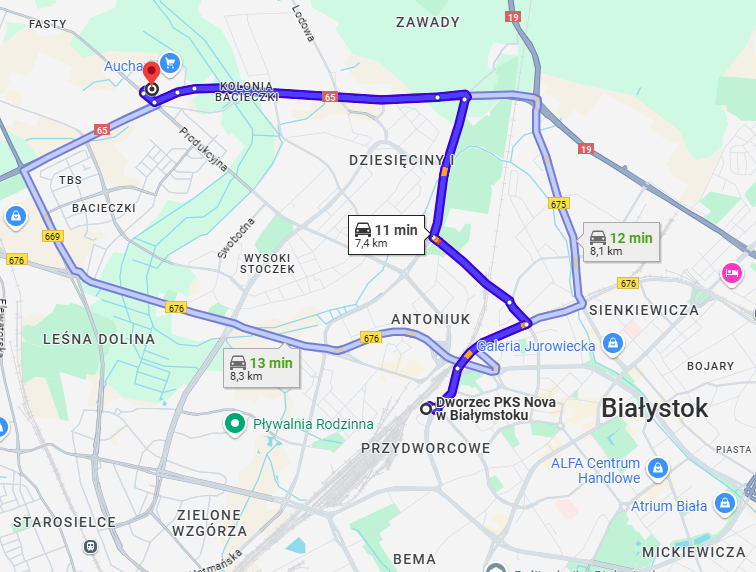 FASTY
Lodowa
ZAWADY
19
Aucha
KOLONIA
BACIECZKI
65
65
Produkcyjna
19
DZIESIĘCINY I
TBS
BACIECZKI
675
11 min
7,4 km
12 min
8,1 km
669
676
Swobodna
WYSOKI
STOCZEK
676
676
SIENKIEWICZA
ANTONIUK
LEŚNA DOLINA
676
Galeria Jurowiecka
13 min
8,3 km
BOJARY
Dworzec PKS Nova
w Białymstoku
Białystok
Pływalnia Rodzinna
PRZYDWORCOWE
PIASTA
ALFA Centrum
Handlowe
Atrium Biała
STAROSIELCE
ZIELONE
WZGÓRZA
MICKIEWICZA
BEMA